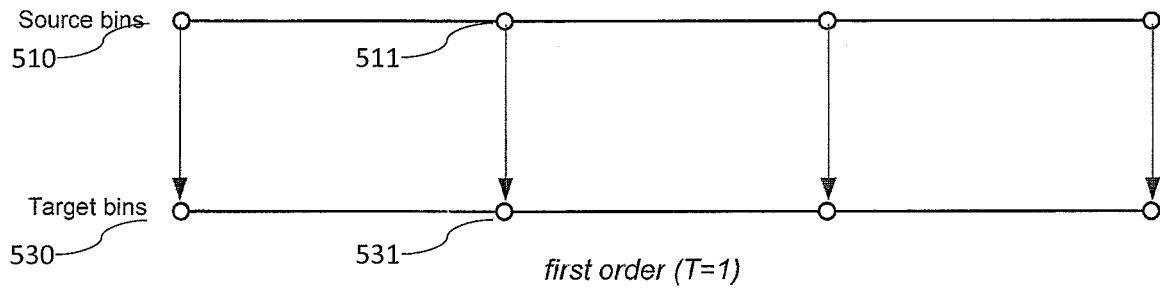 Source bins
510
511
Target bins
530
531
first order (T=1)